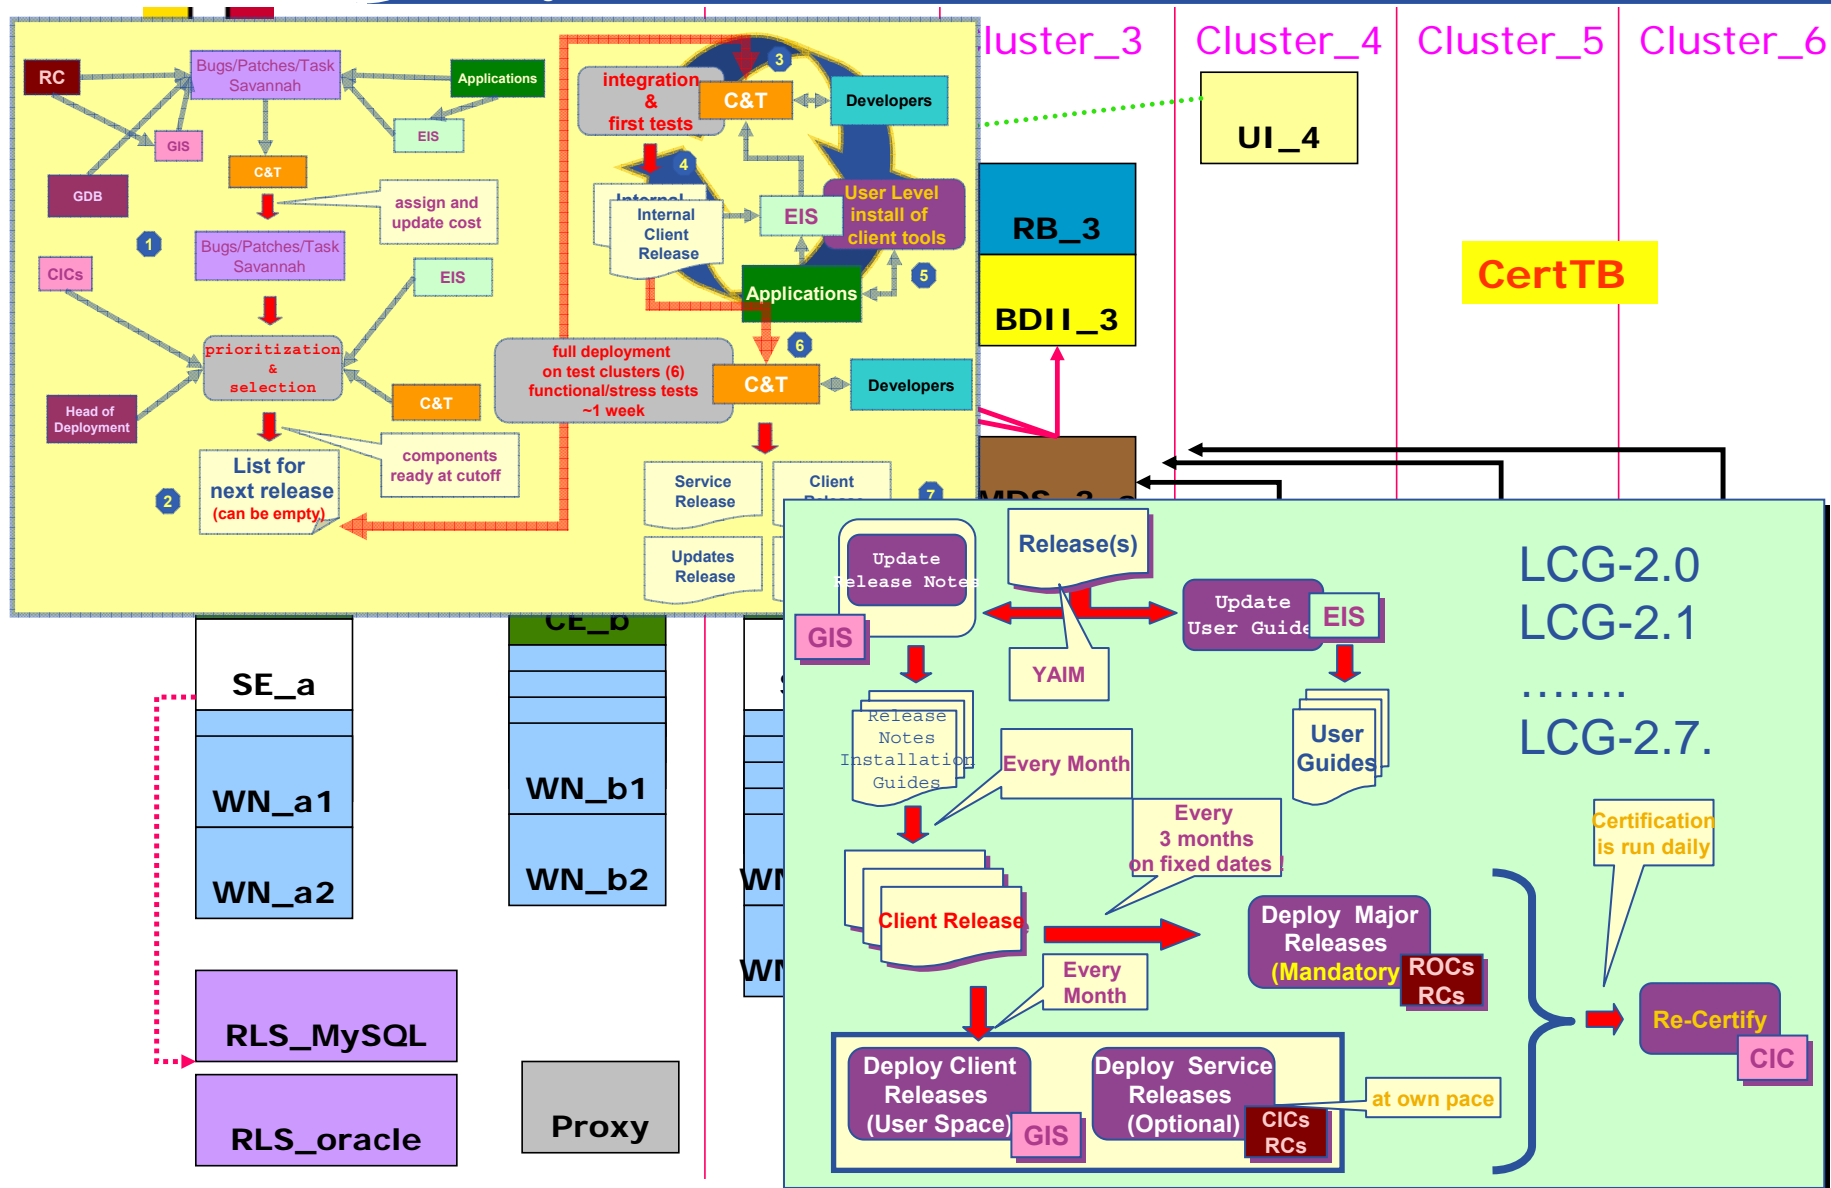 luster_3
Cluster_4
Cluster_5
Cluster_6
RC
Bugs/Patches/Task
Savannah
Applications
GIS
EIS
C&T
GDB
assign and
update cost
1
Bugs/Patches/Task
Savannah
CICs
EIS
prioritization
&
selection
Head of
Deployment
C&T
components
ready at cutoff
2
List for
next release
(can be empty)
3
integration
&
first tests
C&T
Developers
4
Internal
Internal
Client
Release
EIS
User Level
install of
client tools
5
Applications
6
full deployment
on test clusters (6)
functional/stress tests
~1 week
C&T
Developers
Service
Release
Client
7
Updates
Release
UI_4
RB_3
BDII_3
CertTB
CE_b
SE_a
WN_a1
WN_a2
WN_b1
WN_b2
WN
WN
RLS_MySQL
RLS_oracle
Proxy
Update
Release Notes
GIS
Release(s)
YAIM
Update
User Guide
EIS
LCG-2.0
LCG-2.1
.......
LCG-2.7.
Release
Notes
Installation
Guides
Every Month
User
Guides
Every
3 months
on fixed dates !
Certification
is run daily
Client Release
Deploy Major
Releases
(Mandatory
ROCs
RCs
Every
Month
Re-Certify
CIC
Deploy Client
Releases
(User Space)
GIS
Deploy Service
Releases
(Optional)
CICs
RCs
at own pace